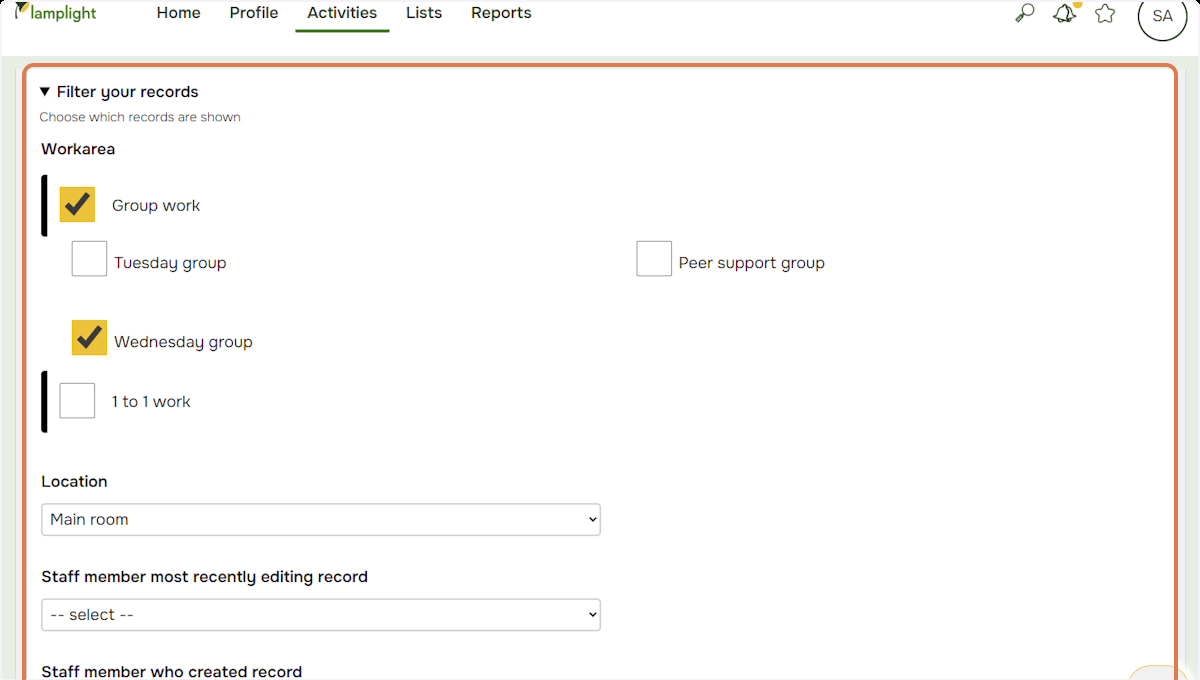 lamplight
Home Profile Activities Lists Reports
SA
Filter your records
Choose which records are shown
Workarea
Group work
Tuesday group
Peer support group
Wednesday group
1 to 1 work
Location
Main room
Staff member most recently editing record
-- select --
Staff member who created record